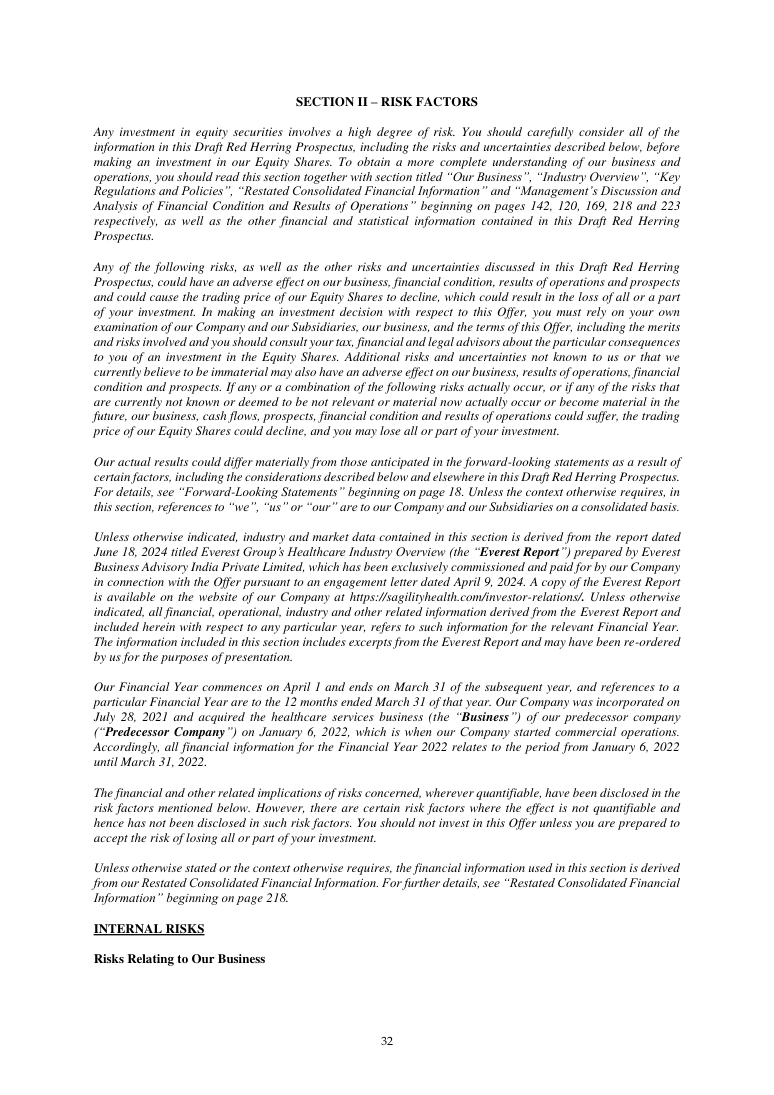 SECTION II – RISK FACTORS
Any investment in equity securities involves a high degree of risk. You should carefully consider all of the
information in this Draft Red Herring Prospectus, including the risks and uncertainties described below, before
making an investment in our Equity Shares. To obtain a more complete understanding of our business and
operations, you should read this section together with section titled “Our Business”, “Industry Overview”, “Key
Regulations and Policies”, “Restated Consolidated Financial Information” and “Management’s Discussion and
Analysis of Financial Condition and Results of Operations” beginning on pages 142, 120, 169, 218 and 223
respectively, as well as the other financial and statistical information contained in this Draft Red Herring
Prospectus.
Any of the following risks, as well as the other risks and uncertainties discussed in this Draft Red Herring
Prospectus, could have an adverse effect on our business, financial condition, results of operations and prospects
and could cause the trading price of our Equity Shares to decline, which could result in the loss of all or a part
of your investment. In making an investment decision with respect to this Offer, you must rely on your own
examination of our Company and our Subsidiaries, our business, and the terms of this Offer, including the merits
and risks involved and you should consult your tax, financial and legal advisors about the particular consequences
to you of an investment in the Equity Shares. Additional risks and uncertainties not known to us or that we
currently believe to be immaterial may also have an adverse effect on our business, results of operations, financial
condition and prospects. If any or a combination of the following risks actually occur, or if any of the risks that
are currently not known or deemed to be not relevant or material now actually occur or become material in the
future, our business, cash flows, prospects, financial condition and results of operations could suffer, the trading
price of our Equity Shares could decline, and you may lose all or part of your investment.
Our actual results could differ materially from those anticipated in the forward-looking statements as a result of
certain factors, including the considerations described below and elsewhere in this Draft Red Herring Prospectus.
For details, see “Forward-Looking Statements” beginning on page 18. Unless the context otherwise requires, in
this section, references to “we”, “us” or “our” are to our Company and our Subsidiaries on a consolidated basis.
Unless otherwise indicated, industry and market data contained in this section is derived from the report dated
June 18, 2024 titled Everest Group’s Healthcare Industry Overview (the “Everest Report”) prepared by Everest
Business Advisory India Private Limited, which has been exclusively commissioned and paid for by our Company
in connection with the Offer pursuant to an engagement letter dated April 9, 2024. A copy of the Everest Report
is available on the website of our Company at https://sagilityhealth.com/investor-relations/. Unless otherwise
indicated, all financial, operational, industry and other related information derived from the Everest Report and
included herein with respect to any particular year, refers to such information for the relevant Financial Year.
The information included in this section includes excerpts from the Everest Report and may have been re-ordered
by us for the purposes of presentation.
Our Financial Year commences on April 1 and ends on March 31 of the subsequent year, and references to a
particular Financial Year are to the 12 months ended March 31 of that year. Our Company was incorporated on
July 28, 2021 and acquired the healthcare services business (the “Business”) of our predecessor company
(“Predecessor Company”) on January 6, 2022, which is when our Company started commercial operations.
Accordingly, all financial information for the Financial Year 2022 relates to the period from January 6, 2022
until March 31, 2022.
The financial and other related implications of risks concerned, wherever quantifiable, have been disclosed in the
risk factors mentioned below. However, there are certain risk factors where the effect is not quantifiable and
hence has not been disclosed in such risk factors. You should not invest in this Offer unless you are prepared to
accept the risk of losing all or part of your investment.
Unless otherwise stated or the context otherwise requires, the financial information used in this section is derived
from our Restated Consolidated Financial Information. For further details, see “Restated Consolidated Financial
Information” beginning on page 218.
INTERNAL RISKS
Risks Relating to Our Business
32